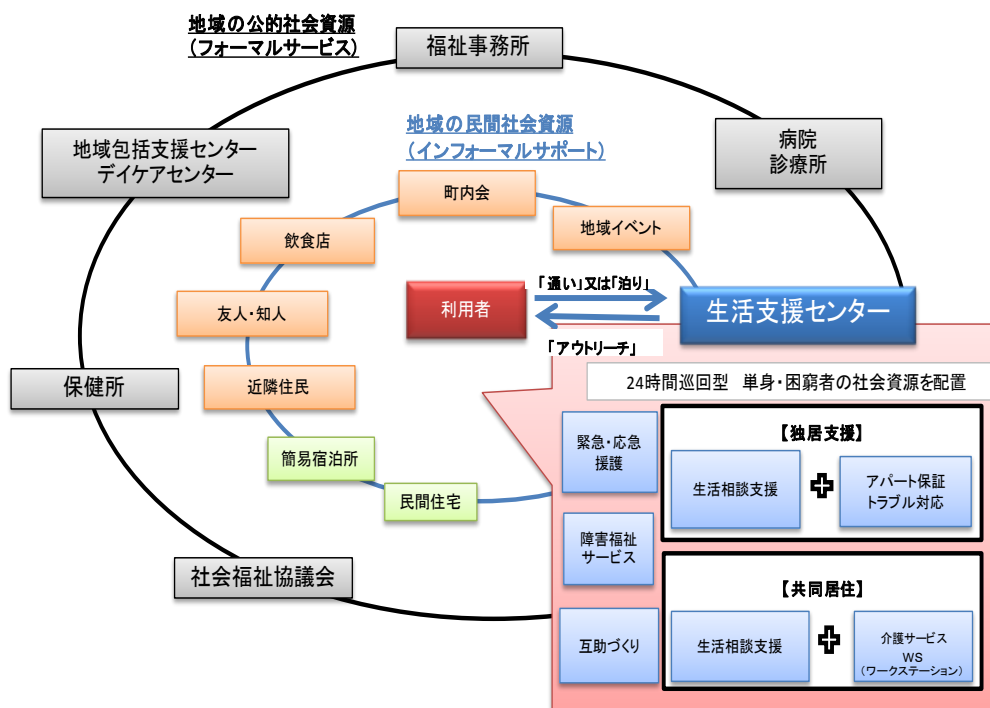 地域の公的社会資源
（フォーマルサービス）
福祉事務所
地域の民間社会資源
（インフォーマルサポート）
病院
診療所
地域包括支援センター
デイケアセンター
町内会
地域イベント
飲食店
「通い」又は「泊り」
利用者
生活支援センター
友人・知人
「アウトリーチ」
保健所
近隣住民
24時間巡回型　単身・困窮者の社会資源を配置
簡易宿泊所
民間住宅
緊急・応急
援護
【独居支援】
生活相談支援
アパート保証
トラブル対応
障害福祉
サービス
社会福祉協議会
【共同居住】
互助づくり
生活相談支援
介護サービス
WS
（ワークステーション）